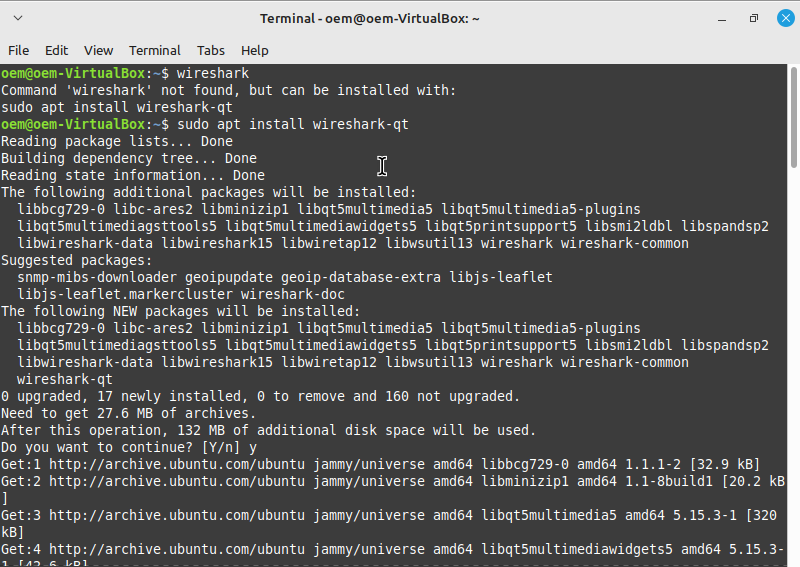 Terminal - oem@oem-VirtualBox: ~
File Edit View Terminal Tabs Help
oem@oem-VirtualBox:~$ wireshark
Command 'wireshark' not found, but can be installed with:
sudo apt install wireshark-qt
oem@oem-VirtualBox:~$ sudo apt install wireshark-qt
Reading package lists... Done
Building dependency tree... Done
Reading state information... Done
The following additional packages will be installed:
  libbcg729-0 libc-ares2 libminizip1 libqt5multimedia5 libqt5multimedia5-plugins
  libqt5multimediagsttools5 libqt5multimediawidgets5 libqt5printsupport5 libsmi2ldbl libspandsp2
  libwireshark-data libwireshark15 libwiretap12 libwsutil13 wireshark wireshark-common
Suggested packages:
  snmp-mibs-downloader geoipupdate geoip-database-extra libjs-leaflet
  libjs-leaflet.markercluster wireshark-doc
The following NEW packages will be installed:
  libbcg729-0 libc-ares2 libminizip1 libqt5multimedia5 libqt5multimedia5-plugins
  libqt5multimediagsttools5 libqt5multimediawidgets5 libqt5printsupport5 libsmi2ldbl libspandsp2
  libwireshark-data libwireshark15 libwiretap12 libwsutil13 wireshark wireshark-common
  wireshark-qt
0 upgraded, 17 newly installed, 0 to remove and 160 not upgraded.
Need to get 27.6 MB of archives.
After this operation, 132 MB of additional disk space will be used.
Do you want to continue? [Y/n] y
Get:1 http://archive.ubuntu.com/ubuntu jammy/universe amd64 libbcg729-0 amd64 1.1.1-2 [32.9 kB]
Get:2 http://archive.ubuntu.com/ubuntu jammy/universe amd64 libminizip1 amd64 1.1-8build1 [20.2 kB
]
Get:3 http://archive.ubuntu.com/ubuntu jammy/universe amd64 libqt5multimedia5 amd64 5.15.3-1 [320
kB]
Get:4 http://archive.ubuntu.com/ubuntu jammy/universe amd64 libqt5multimediawidgets5 amd64 5.15.3-
1 [42.6 kB]